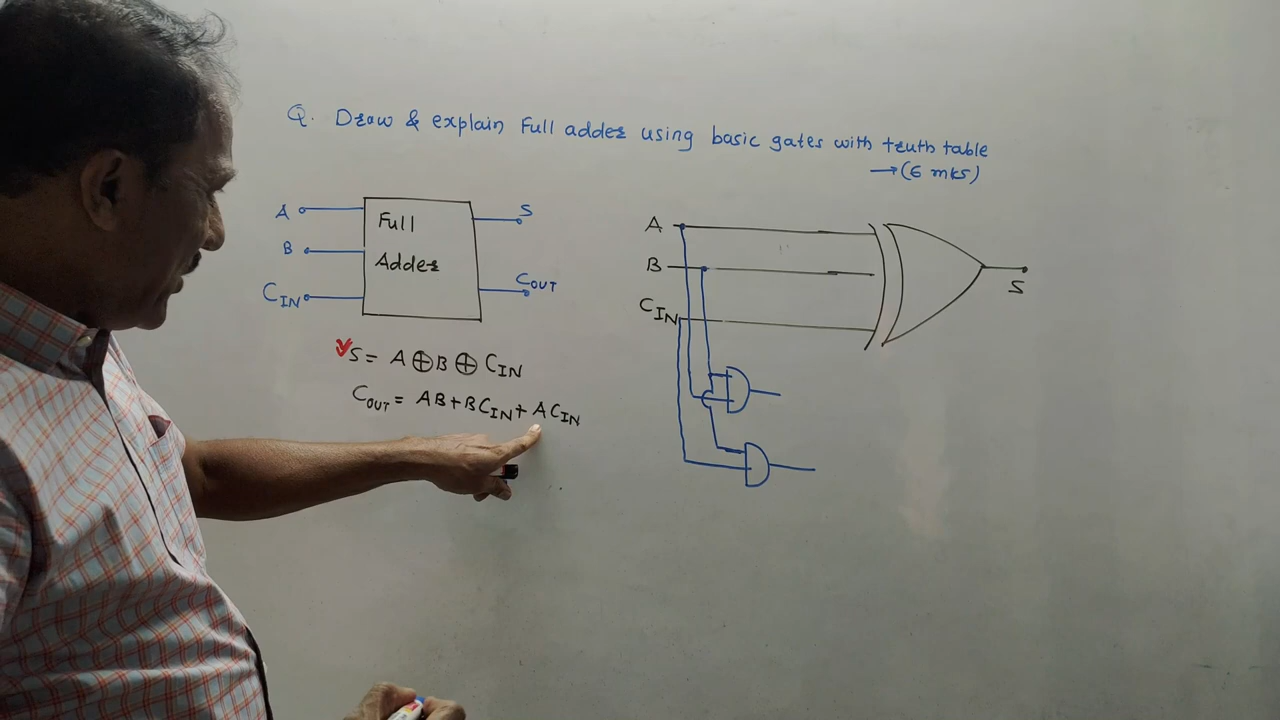 Q. Draw & explain Full adder using basic gates with truth table
→(6 mks)
A
B
CIN
Full
Adder
S
COUT
S = A ⊕ B ⊕ CIN
COUT = AB + BCIN + ACIN
A
B
CIN
S